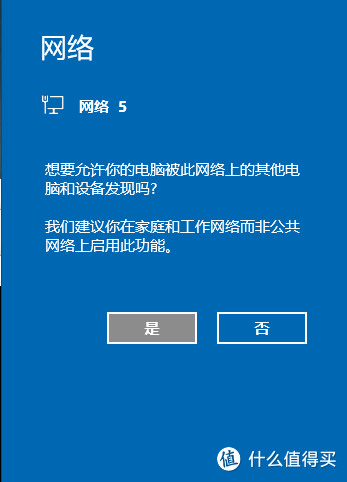 网络
网络 5
想要允许你的电脑被此网络上的其他电
脑和设备发现吗?
我们建议你在家庭和工作网络而非公共
网络上启用此功能。
是
否
值 什么值得买